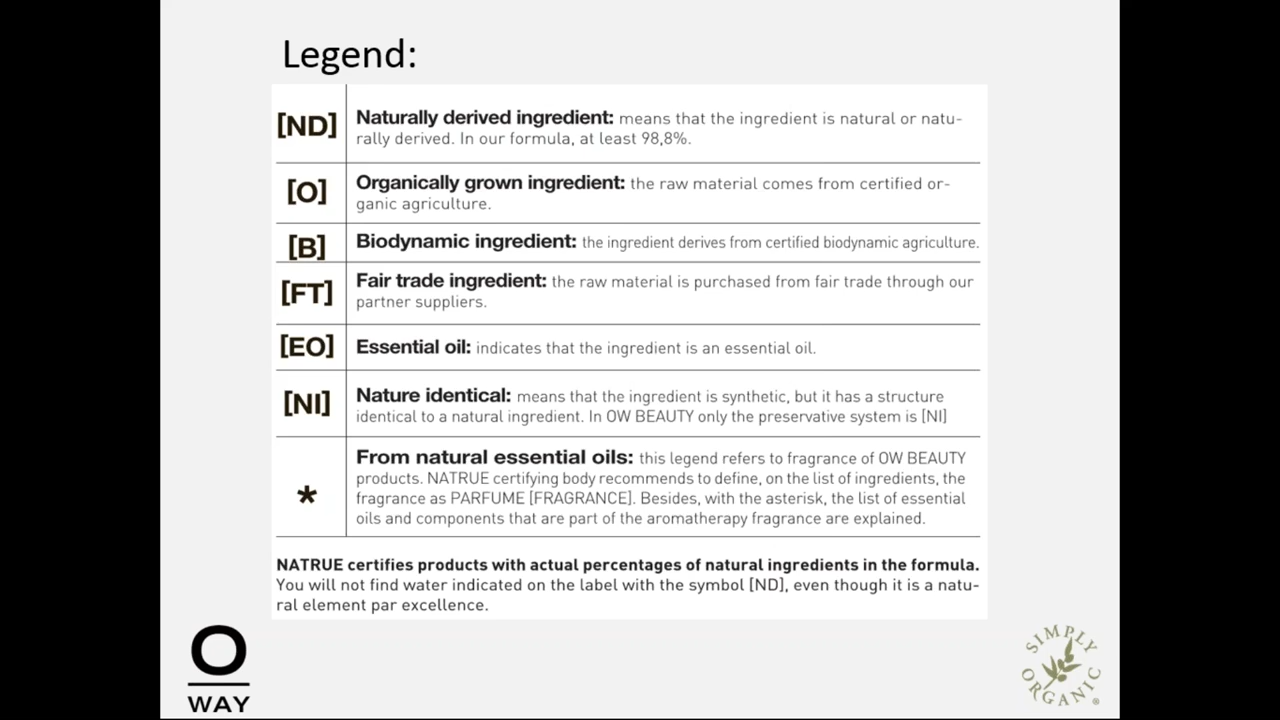 Legend:
[ND]
Naturally derived ingredient: means that the ingredient is natural or natu-
rally derived. In our formula, at least 98,8%.
[O]
Organically grown ingredient: the raw material comes from certified or-
ganic agriculture.
[B]
Biodynamic ingredient: the ingredient derives from certified biodynamic agriculture.
[FT]
Fair trade ingredient: the raw material is purchased from fair trade through our
partner suppliers.
[EO]
Essential oil: indicates that the ingredient is an essential oil.
[NI]
Nature identical: means that the ingredient is synthetic, but it has a structure
identical to a natural ingredient. In OW BEAUTY only the preservative system is [NI]
*
From natural essential oils: this legend refers to fragrance of OW BEAUTY
products. NATRUE certifying body recommends to define, on the list of ingredients, the
fragrance as PARFUME [FRAGRANCE]. Besides, with the asterisk, the list of essential
oils and components that are part of the aromatherapy fragrance are explained.
NATRUE certifies products with actual percentages of natural ingredients in the formula.
You will not find water indicated on the label with the symbol [ND], even though it is a natu-
ral element par excellence.
O
WAY
SIMPLY
ORGANIC®